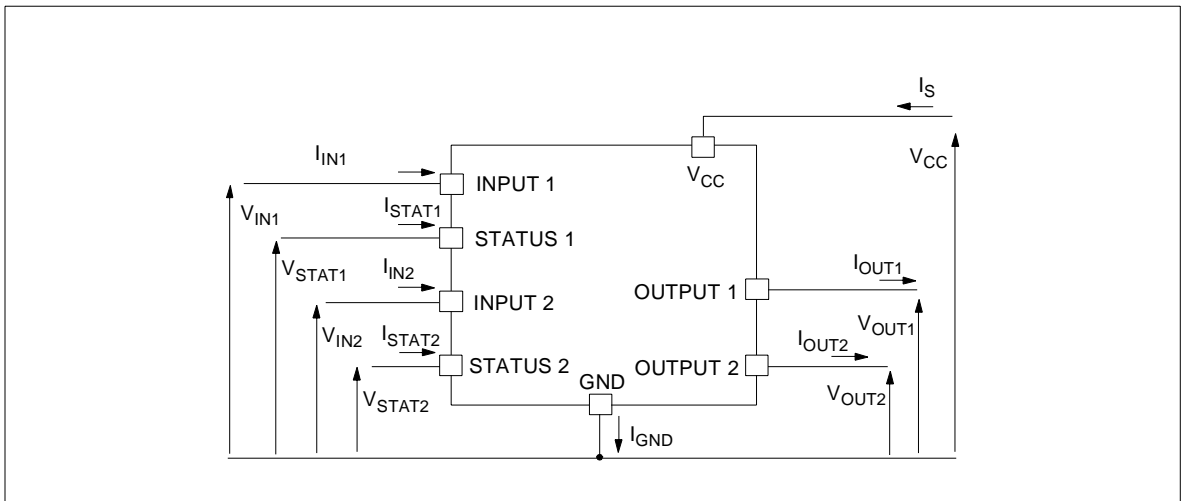 I_S
V_CC
V_CC
I_IN1
INPUT 1
V_IN1
I_STAT1
STATUS 1
V_STAT1
I_IN2
INPUT 2
V_IN2
I_STAT2
STATUS 2
V_STAT2
OUTPUT 1
I_OUT1
V_OUT1
OUTPUT 2
I_OUT2
V_OUT2
GND
I_GND